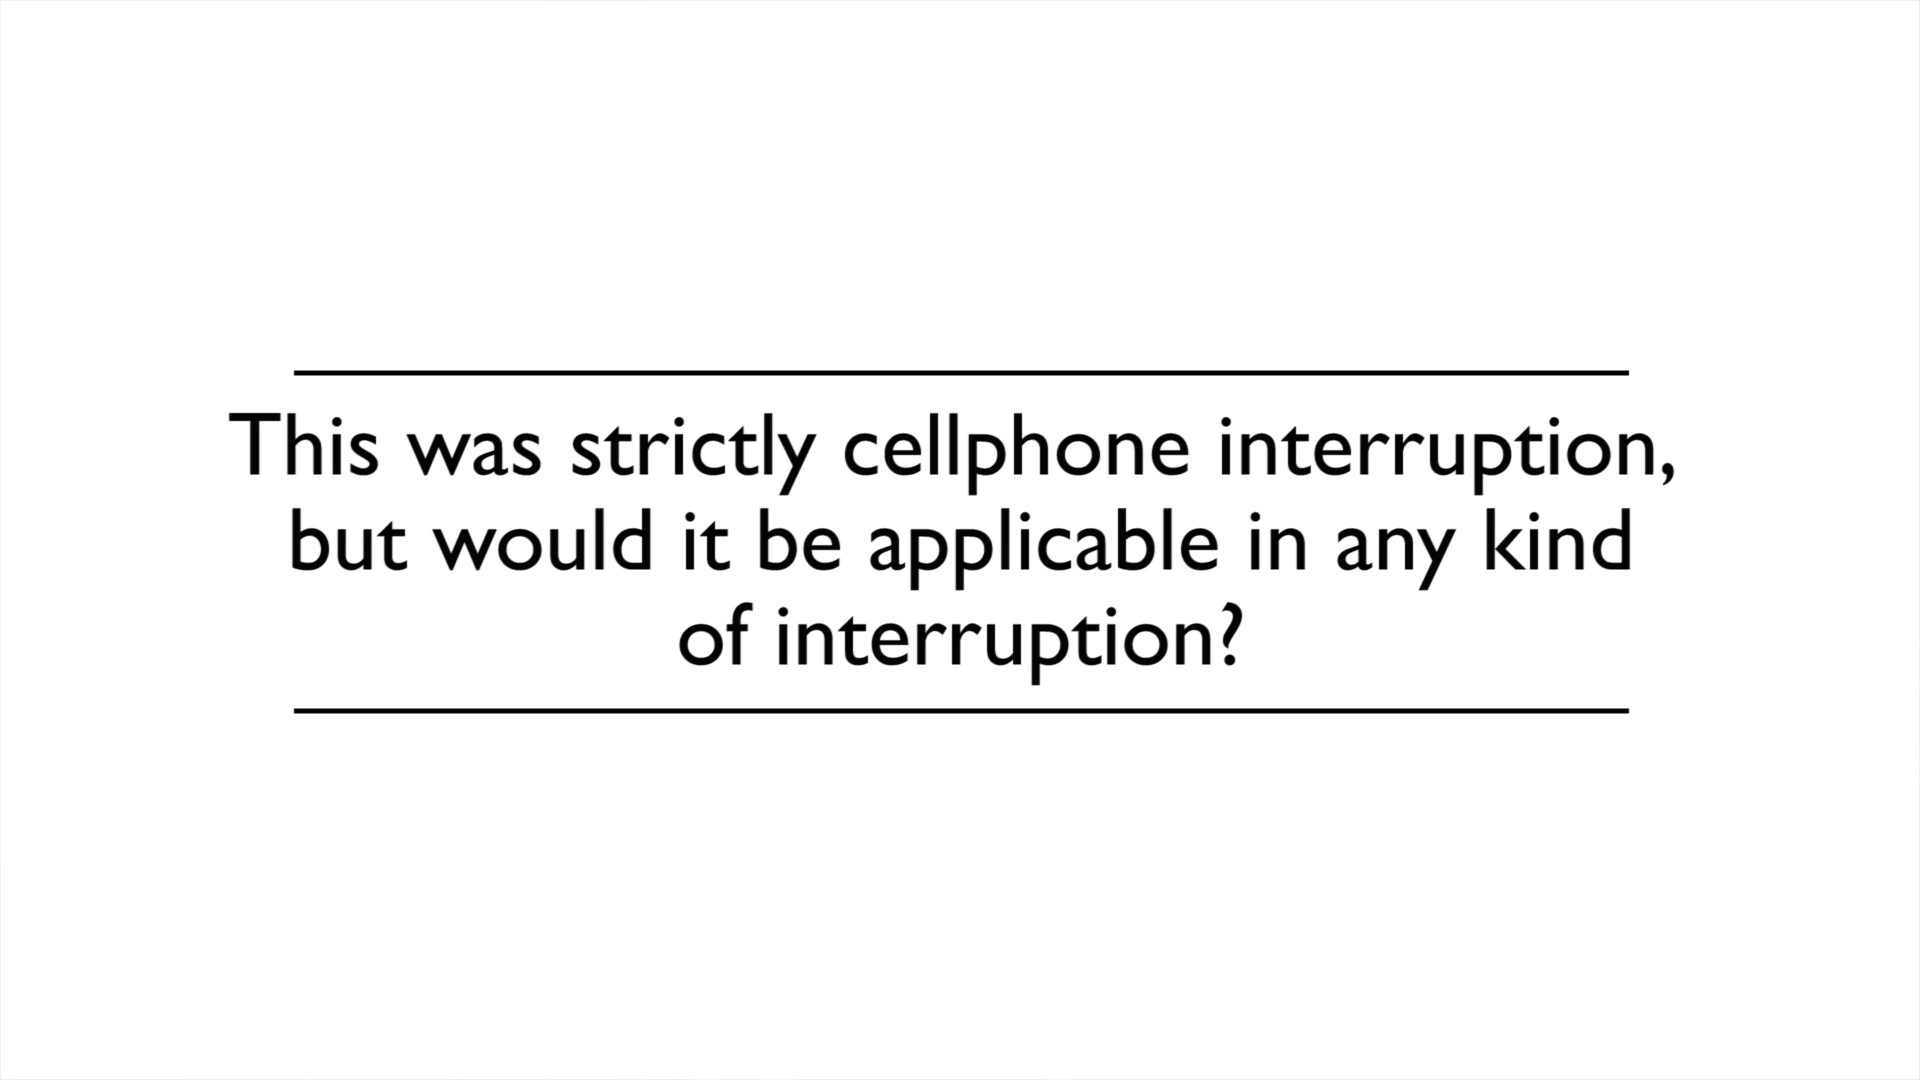 This was strictly cellphone interruption,
but would it be applicable in any kind
of interruption?